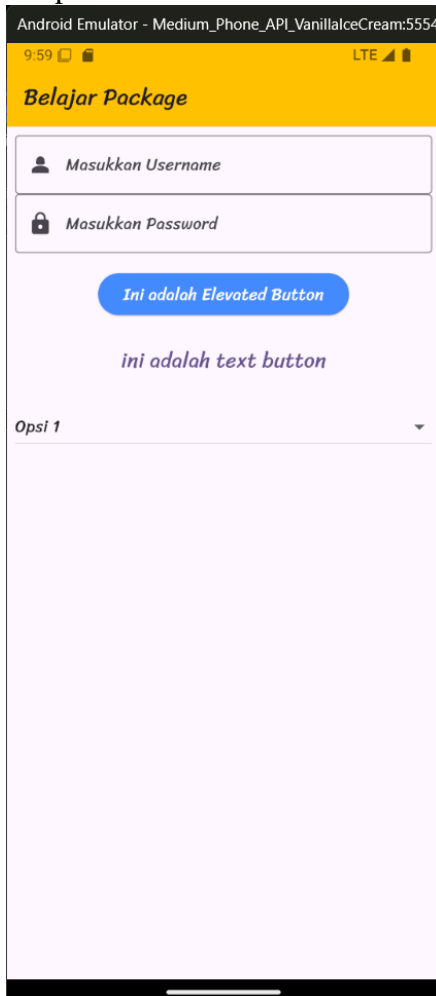 Android Emulator - Medium_Phone_API_VanillaIceCream:5554
9:59 LTE
Belajar Package
Masukkan Username
Masukkan Password
Ini adalah Elevated Button
ini adalah text button
Opsi 1